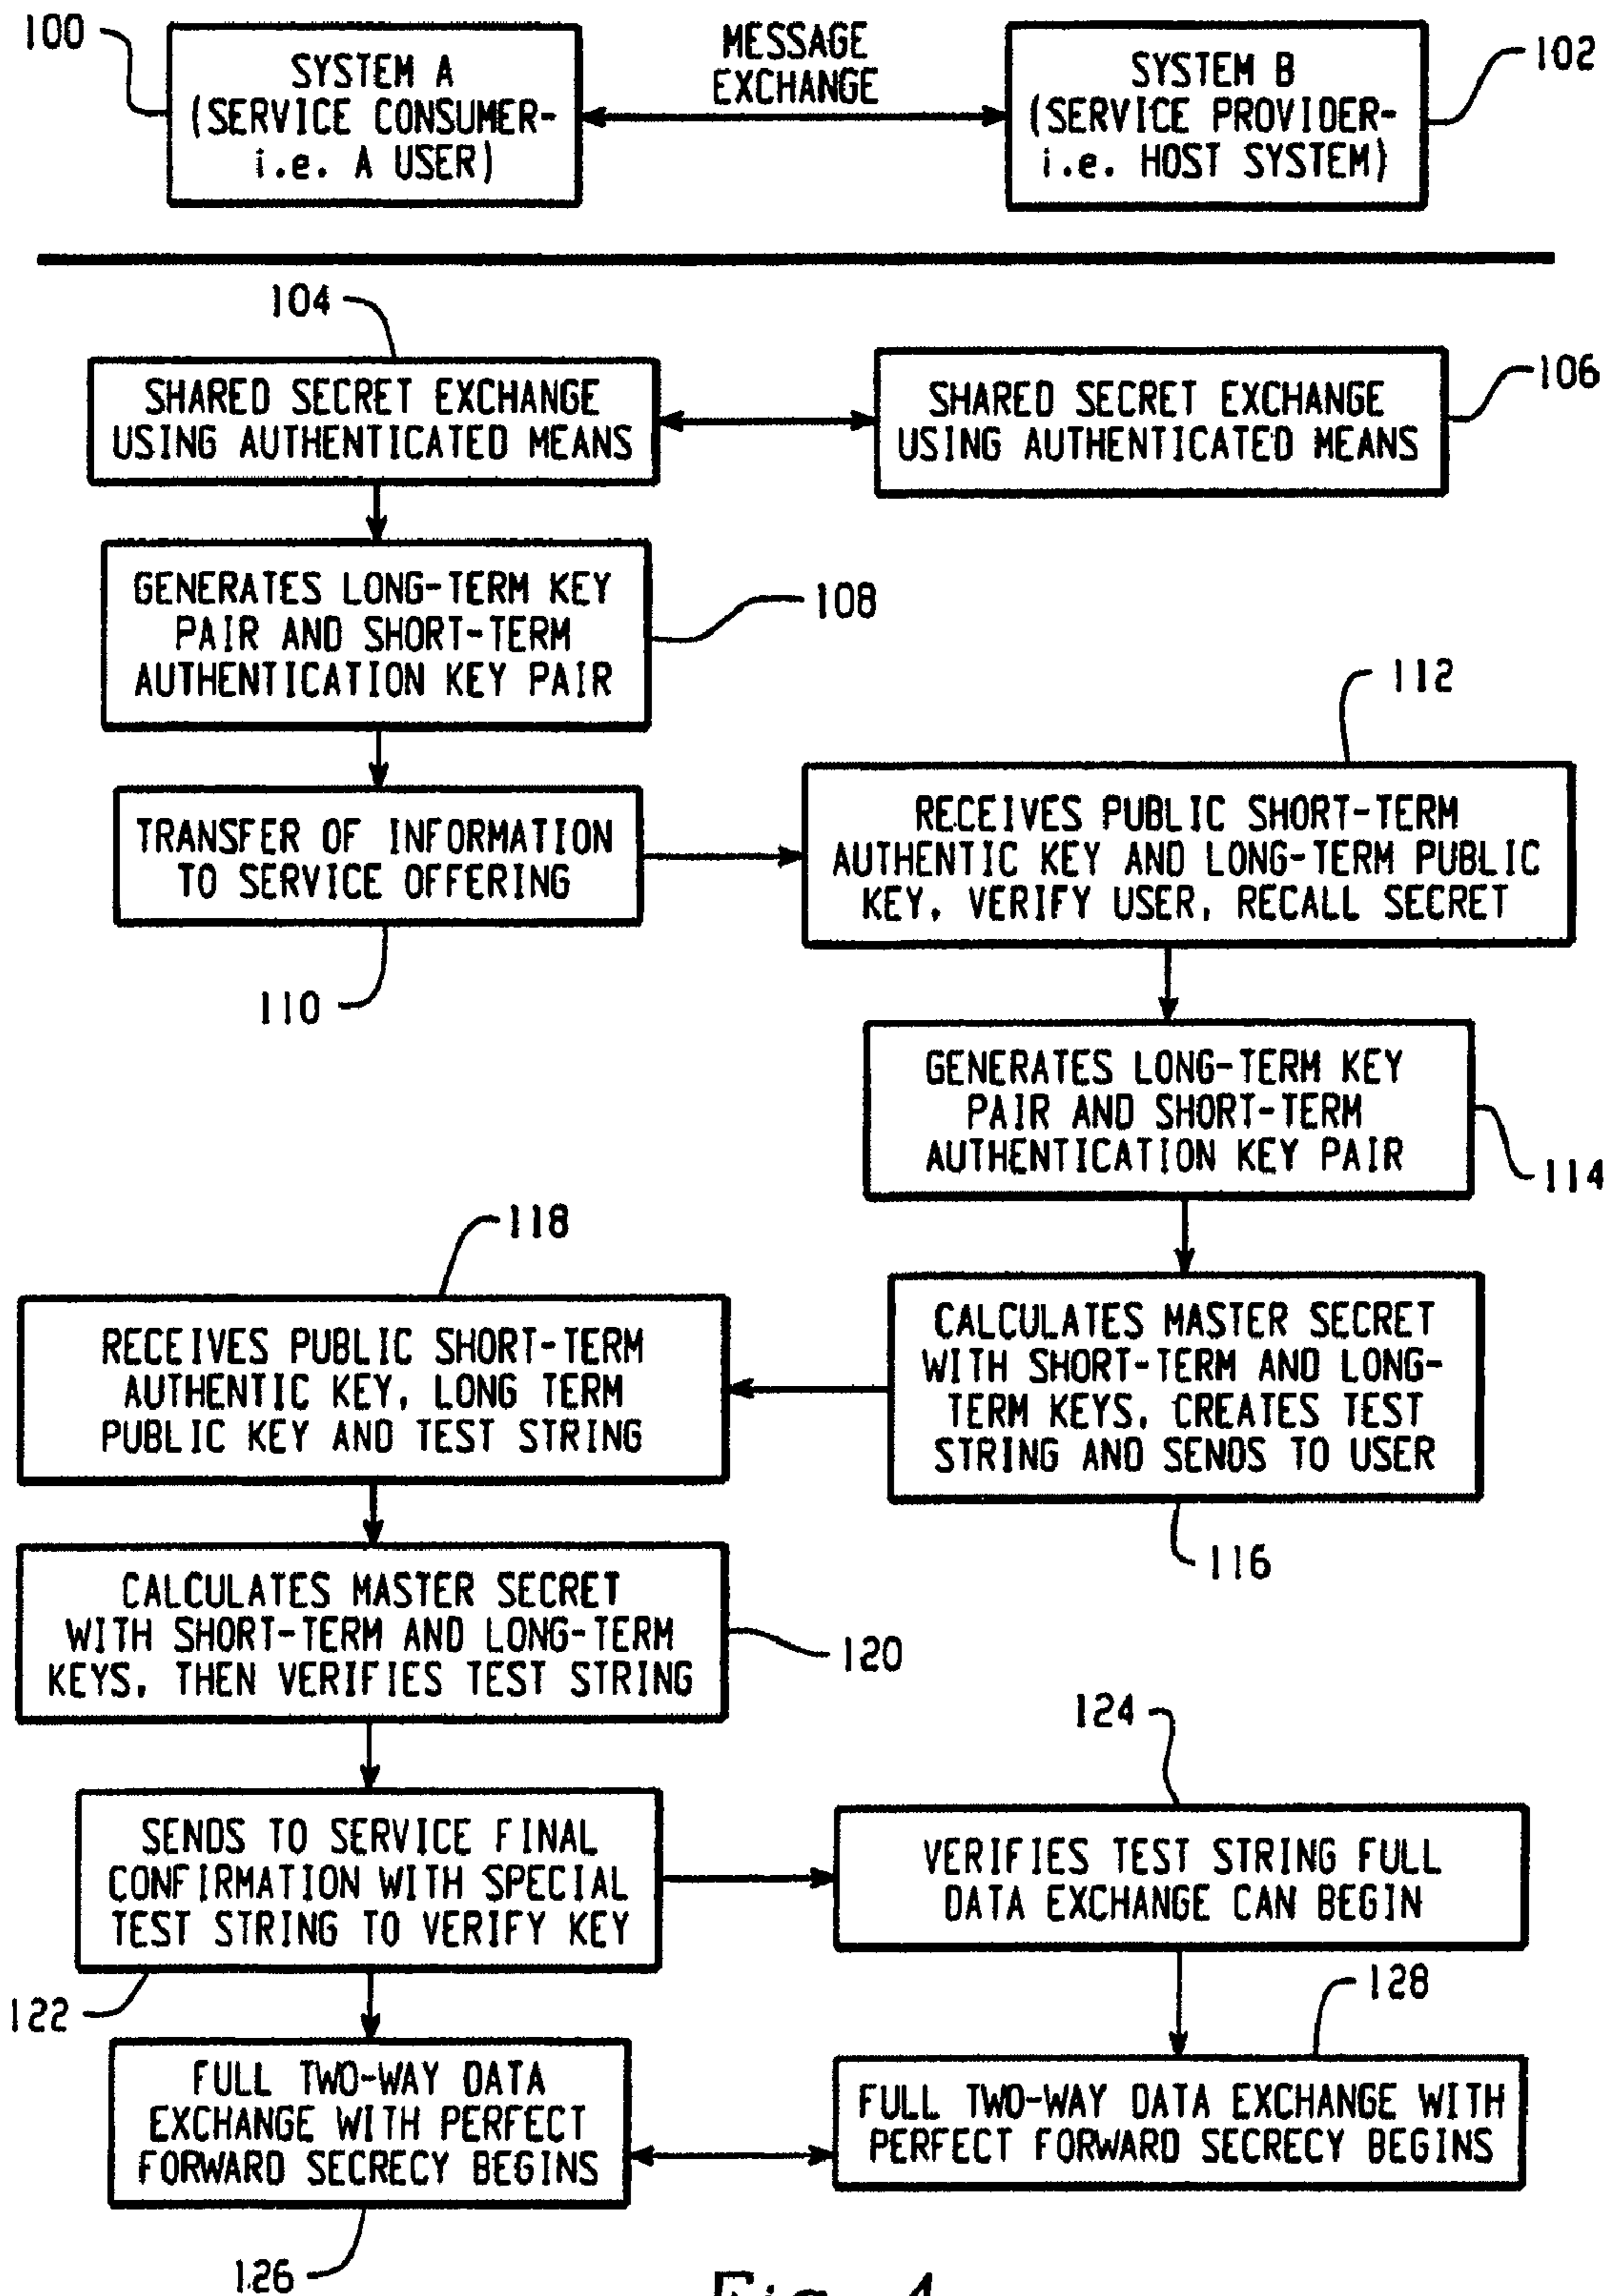 100
SYSTEM A
(SERVICE CONSUMER-
i.e. A USER)
MESSAGE
EXCHANGE
SYSTEM B
(SERVICE PROVIDER-
i.e. HOST SYSTEM)
102
104
SHARED SECRET EXCHANGE
USING AUTHENTICATED MEANS
SHARED SECRET EXCHANGE
USING AUTHENTICATED MEANS
106
GENERATES LONG-TERM KEY
PAIR AND SHORT-TERM
AUTHENTICATION KEY PAIR
108
112
TRANSFER OF INFORMATION
TO SERVICE OFFERING
110
RECEIVES PUBLIC SHORT-TERM
AUTHENTIC KEY AND LONG-TERM PUBLIC
KEY, VERIFY USER, RECALL SECRET
GENERATES LONG-TERM KEY
PAIR AND SHORT-TERM
AUTHENTICATION KEY PAIR
114
118
RECEIVES PUBLIC SHORT-TERM
AUTHENTIC KEY, LONG TERM
PUBLIC KEY AND TEST STRING
CALCULATES MASTER SECRET
WITH SHORT-TERM AND LONG-
TERM KEYS, CREATES TEST
STRING AND SENDS TO USER
116
CALCULATES MASTER SECRET
WITH SHORT-TERM AND LONG-TERM
KEYS, THEN VERIFIES TEST STRING
120
124
SENDS TO SERVICE FINAL
CONFIRMATION WITH SPECIAL
TEST STRING TO VERIFY KEY
122
VERIFIES TEST STRING FULL
DATA EXCHANGE CAN BEGIN
128
FULL TWO-WAY DATA
EXCHANGE WITH PERFECT
FORWARD SECRECY BEGINS
126
FULL TWO-WAY DATA EXCHANGE WITH
PERFECT FORWARD SECRECY BEGINS